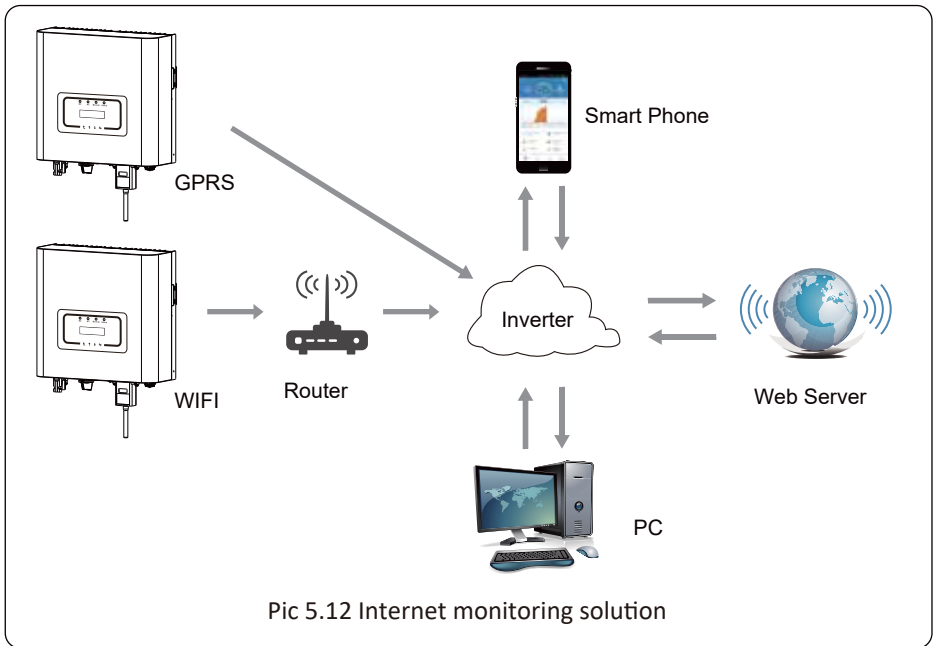 Smart Phone
GPRS
Inverter
WIFI
Router
Web Server
PC
Pic 5.12 Internet monitoring solution